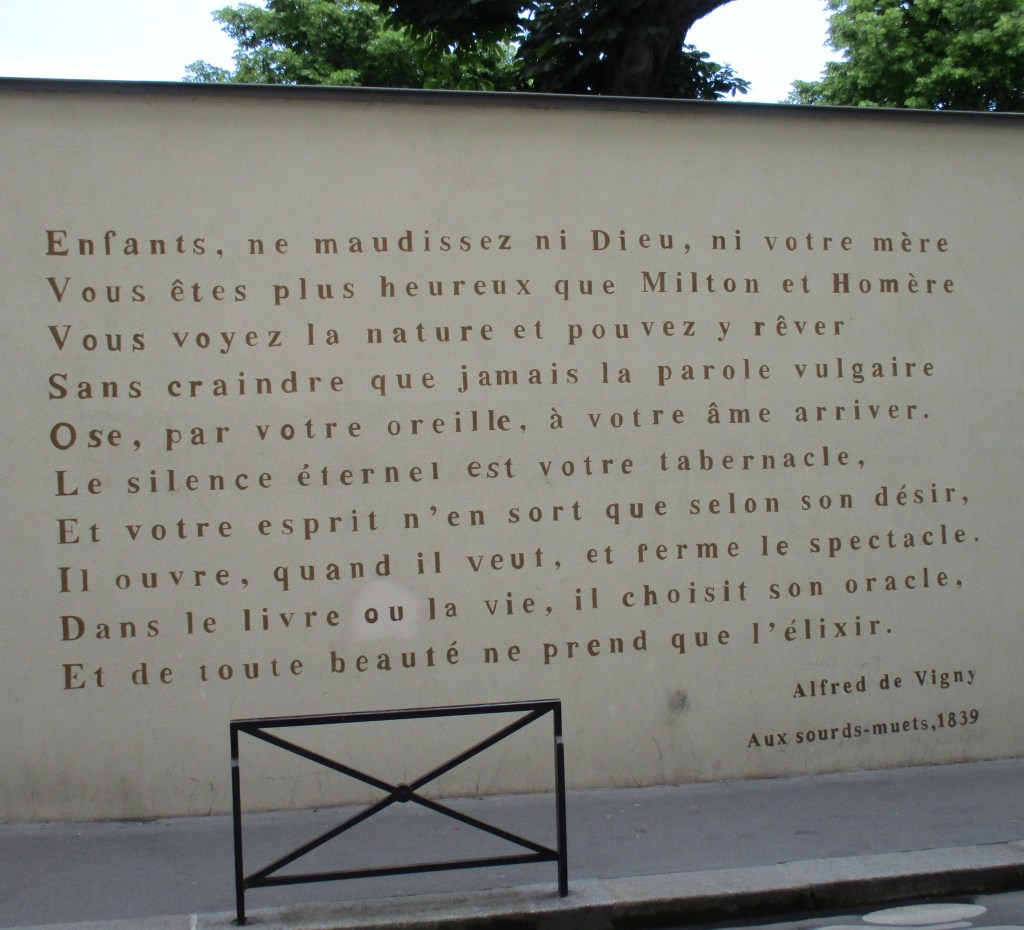 Enfants, ne maudissez ni Dieu, ni votre mère
Vous êtes plus heureux que Milton et Homère
Vous voyez la nature et pouvez y rêver
Sans craindre que jamais la parole vulgaire
Ose, par votre oreille, à votre âme arriver.
Le silence éternel est votre tabernacle,
Et votre esprit n'en sort que selon son désir,
Il ouvre, quand il veut, et ferme le spectacle.
Dans le livre ou la vie, il choisit son oracle,
Et de toute beauté ne prend que l'élixir.
Alfred de Vigny
Aux sourds-muets,1839